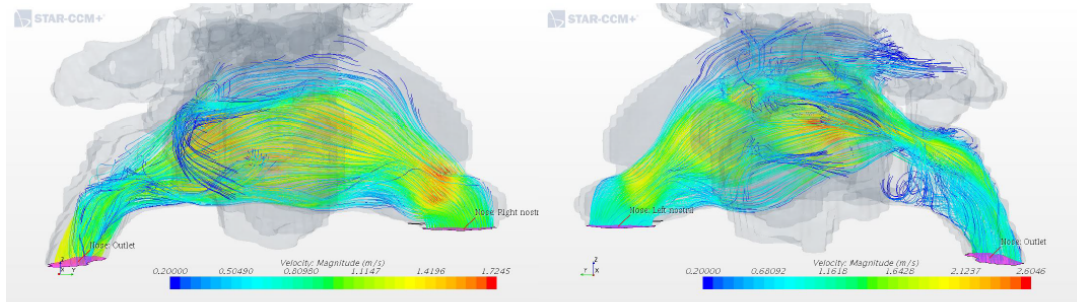 STAR-CCM+
Nose: Right nostr
Nose: Outlet
Z
X Y
Velocity: Magnitude (m/s)
0.20000 0.50490 0.80980 1.1147 1.4196 1.7245
STAR-CCM+
Nose: Left nostril
Nose: Outlet
Z
Y X
Velocity: Magnitude (m/s)
0.20000 0.68092 1.1618 1.6428 2.1237 2.6046